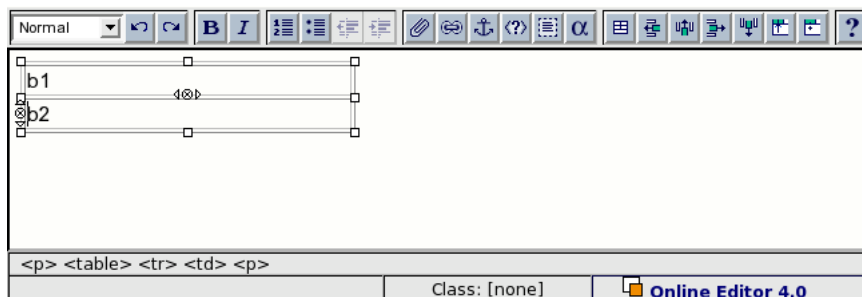 Normal B I <?> α ?
b1
b2
<p> <table> <tr> <td> <p>
Class: [none] Online Editor 4.0